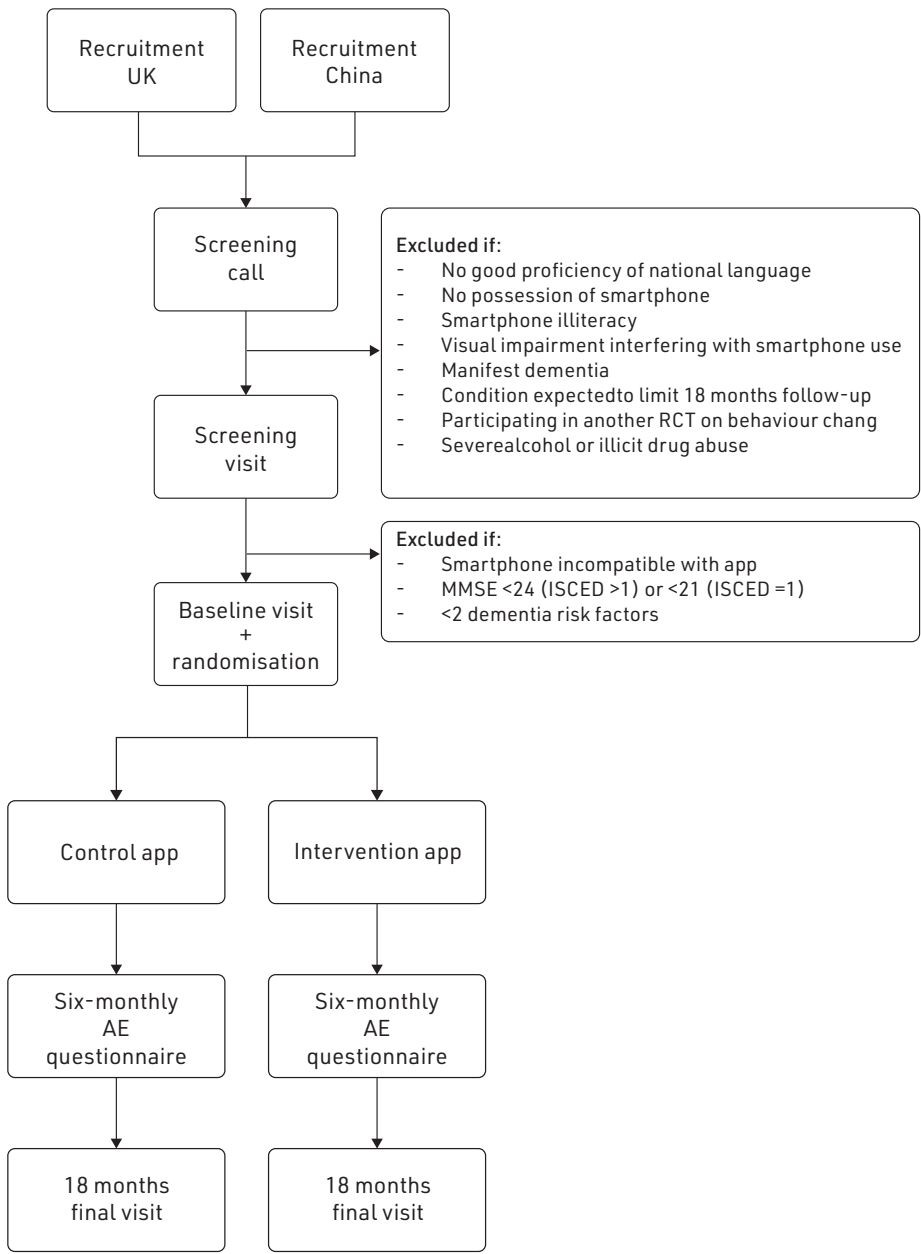 Recruitment
UK
Recruitment
China
Screening
call
Excluded if:
- No good proficiency of national language
- No possession of smartphone
- Smartphone illiteracy
- Visual impairment interfering with smartphone use
- Manifest dementia
- Condition expectedto limit 18 months follow-up
- Participating in another RCT on behaviour chang
- Severealcohol or illicit drug abuse
Screening
visit
Excluded if:
- Smartphone incompatible with app
- MMSE <24 (ISCED >1) or <21 (ISCED =1)
- <2 dementia risk factors
Baseline visit
+
randomisation
Control app
Intervention app
Six-monthly
AE
questionnaire
Six-monthly
AE
questionnaire
18 months
final visit
18 months
final visit